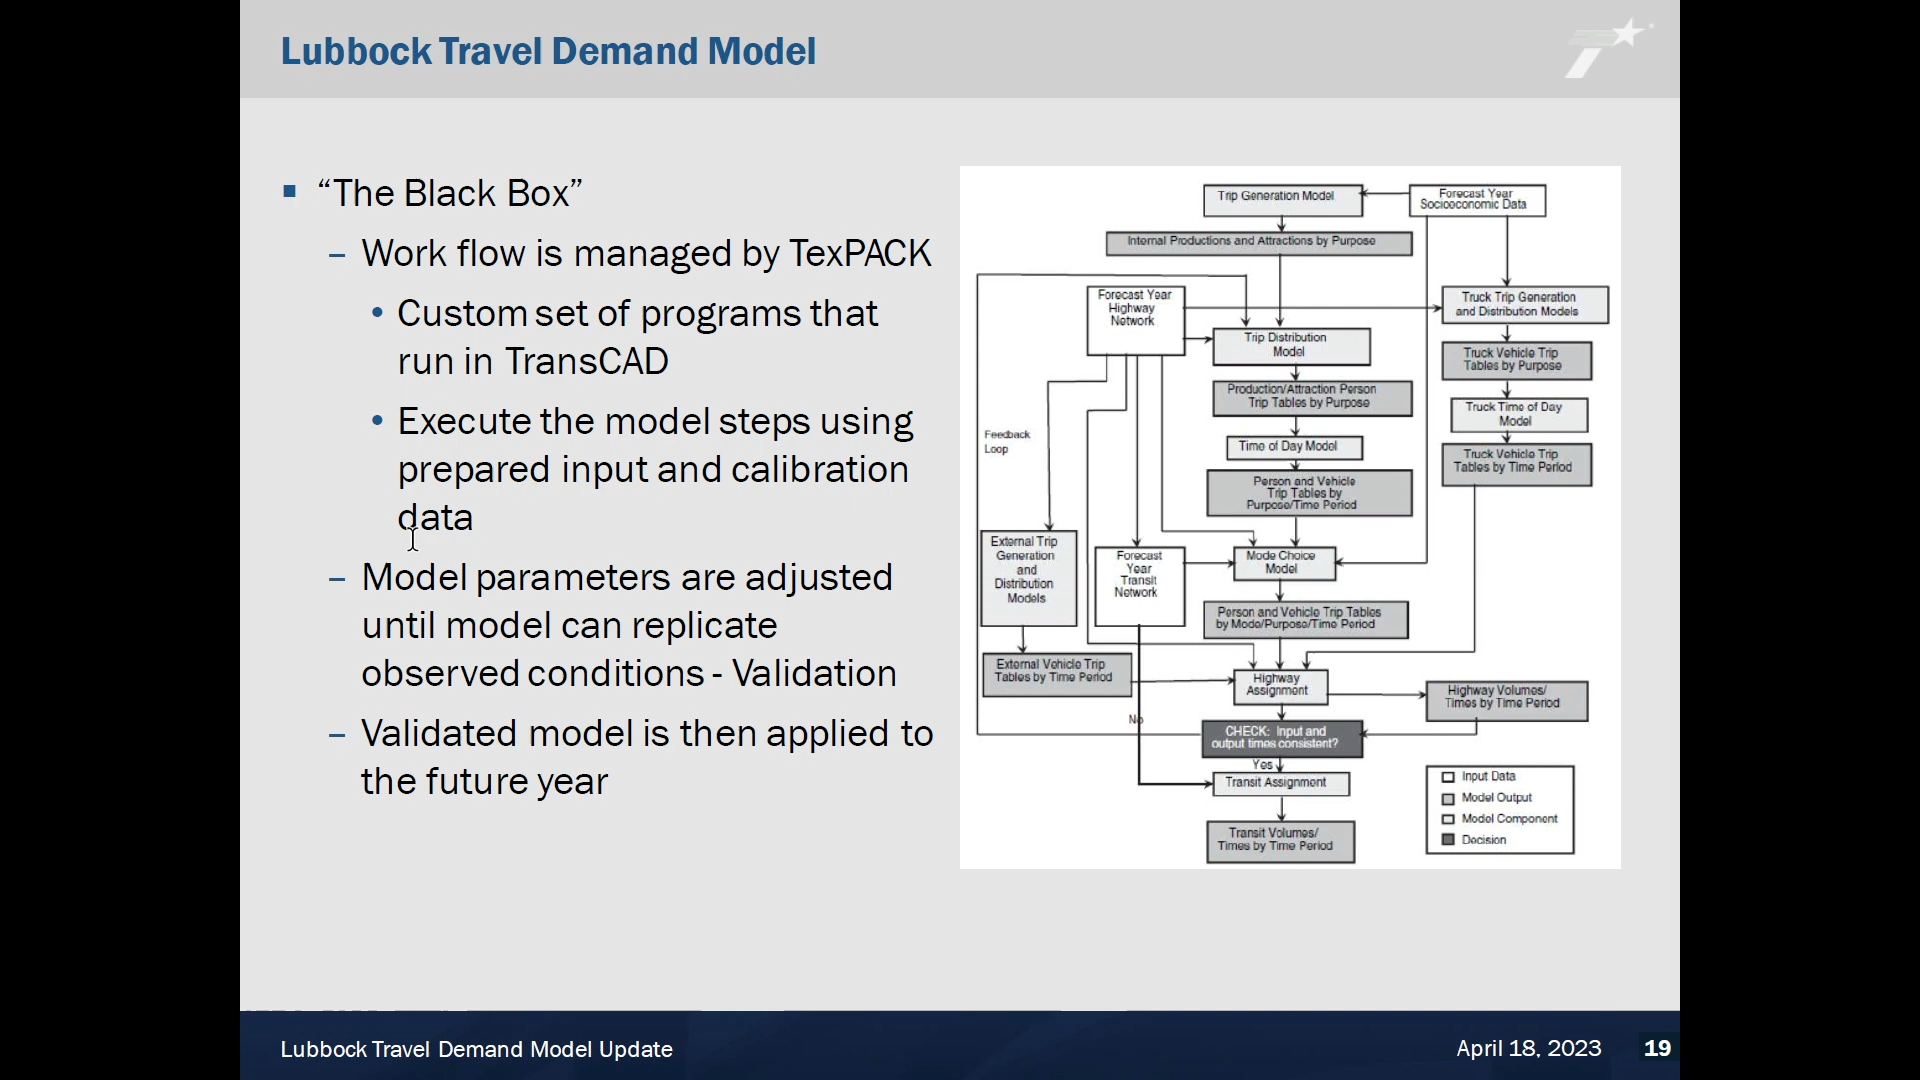 Lubbock Travel Demand Model
“The Black Box”
– Work flow is managed by TexPACK
• Custom set of programs that
run in TransCAD
• Execute the model steps using
prepared input and calibration
data
– Model parameters are adjusted
until model can replicate
observed conditions - Validation
– Validated model is then applied to
the future year
Trip Generation Model
Forecast Year
Socioeconomic Data
Internal Productions and Attractions by Purpose
Forecast Year
Highway
Network
Truck Trip Generation
and Distribution Models
Trip Distribution
Model
Truck Vehicle Trip
Tables by Purpose
Production/Attraction Person
Trip Tables by Purpose
Truck Time of Day
Model
Feedback
Loop
Time of Day Model
Truck Vehicle Trip
Tables by Time Period
Person and Vehicle
Trip Tables by
Purpose/Time Period
External Trip
Generation
and
Distribution
Models
Forecast
Year
Transit
Network
Mode Choice
Model
Person and Vehicle Trip Tables
by Mode/Purpose/Time Period
External Vehicle Trip
Tables by Time Period
Highway
Assignment
Highway Volumes/
Times by Time Period
No
CHECK: Input and
output times consistent?
Yes
Transit Assignment
Transit Volumes/
Times by Time Period
Input Data
Model Output
Model Component
Decision
Lubbock Travel Demand Model Update
April 18, 2023
19